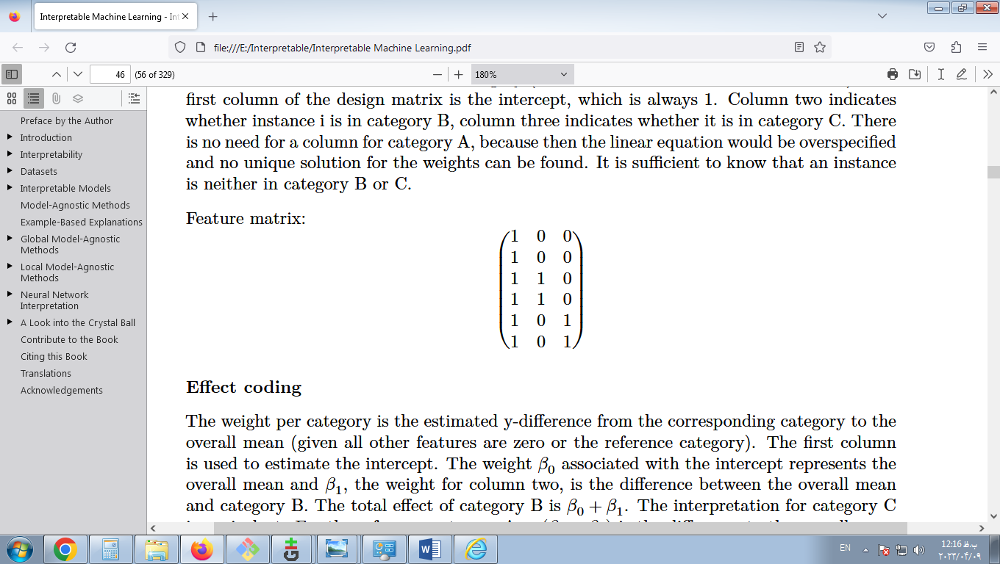 Interpretable Machine Learning - Int
file:///E:/Interpretable/Interpretable Machine Learning.pdf
46 (56 of 329)
180%
Preface by the Author
Introduction
Interpretability
Datasets
Interpretable Models
Model-Agnostic Methods
Example-Based Explanations
Global Model-Agnostic
Methods
Local Model-Agnostic
Methods
Neural Network
Interpretation
A Look into the Crystal Ball
Contribute to the Book
Citing this Book
Translations
Acknowledgements
first column of the design matrix is the intercept, which is always 1. Column two indicates
whether instance i is in category B, column three indicates whether it is in category C. There
is no need for a column for category A, because then the linear equation would be overspecified
and no unique solution for the weights can be found. It is sufficient to know that an instance
is neither in category B or C.
Feature matrix:
1 0 0
1 0 0
1 1 0
1 1 0
1 0 1
1 0 1
Effect coding
The weight per category is the estimated y-difference from the corresponding category to the
overall mean (given all other features are zero or the reference category). The first column
is used to estimate the intercept. The weight β₀ associated with the intercept represents the
overall mean and β₁, the weight for column two, is the difference between the overall mean
and category B. The total effect of category B is β₀ + β₁. The interpretation for category C
EN
12:16 ب.ظ
۲۰۲۳/۰۴/۰۹